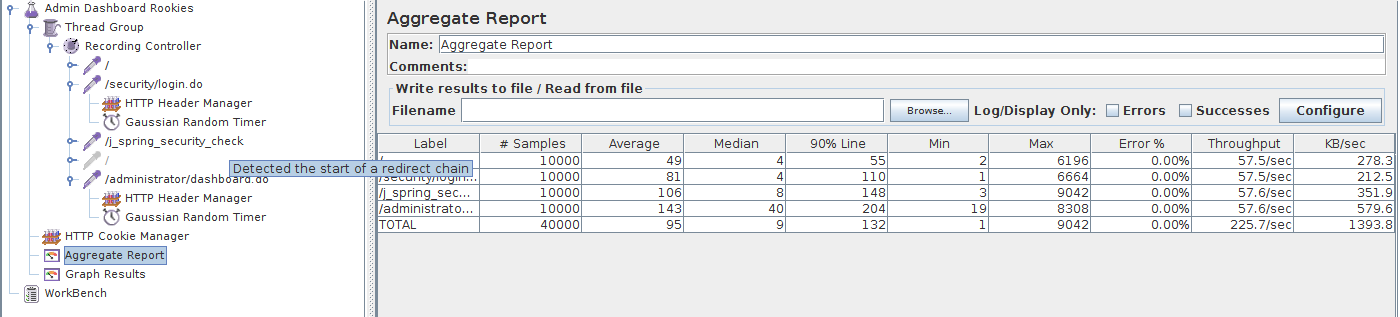 Admin Dashboard Rookies
Thread Group
Recording Controller
/
/security/login.do
HTTP Header Manager
Gaussian Random Timer
/j_spring_security_check
/
Detected the start of a redirect chain
/administrator/dashboard.do
HTTP Header Manager
Gaussian Random Timer
HTTP Cookie Manager
Aggregate Report
Graph Results
WorkBench
Aggregate Report
Name: Aggregate Report
Comments:
Write results to file / Read from file
Filename Browse... Log/Display Only: Errors Successes Configure
Label # Samples Average Median 90% Line Min Max Error % Throughput KB/sec
/ 10000 49 4 55 2 6196 0.00% 57.5/sec 278.3
/security/login... 10000 81 4 110 1 6664 0.00% 57.5/sec 212.5
/j_spring_sec... 10000 106 8 148 3 9042 0.00% 57.6/sec 351.9
/administrato... 10000 143 40 204 19 8308 0.00% 57.6/sec 579.6
TOTAL 40000 95 9 132 1 9042 0.00% 225.7/sec 1393.8